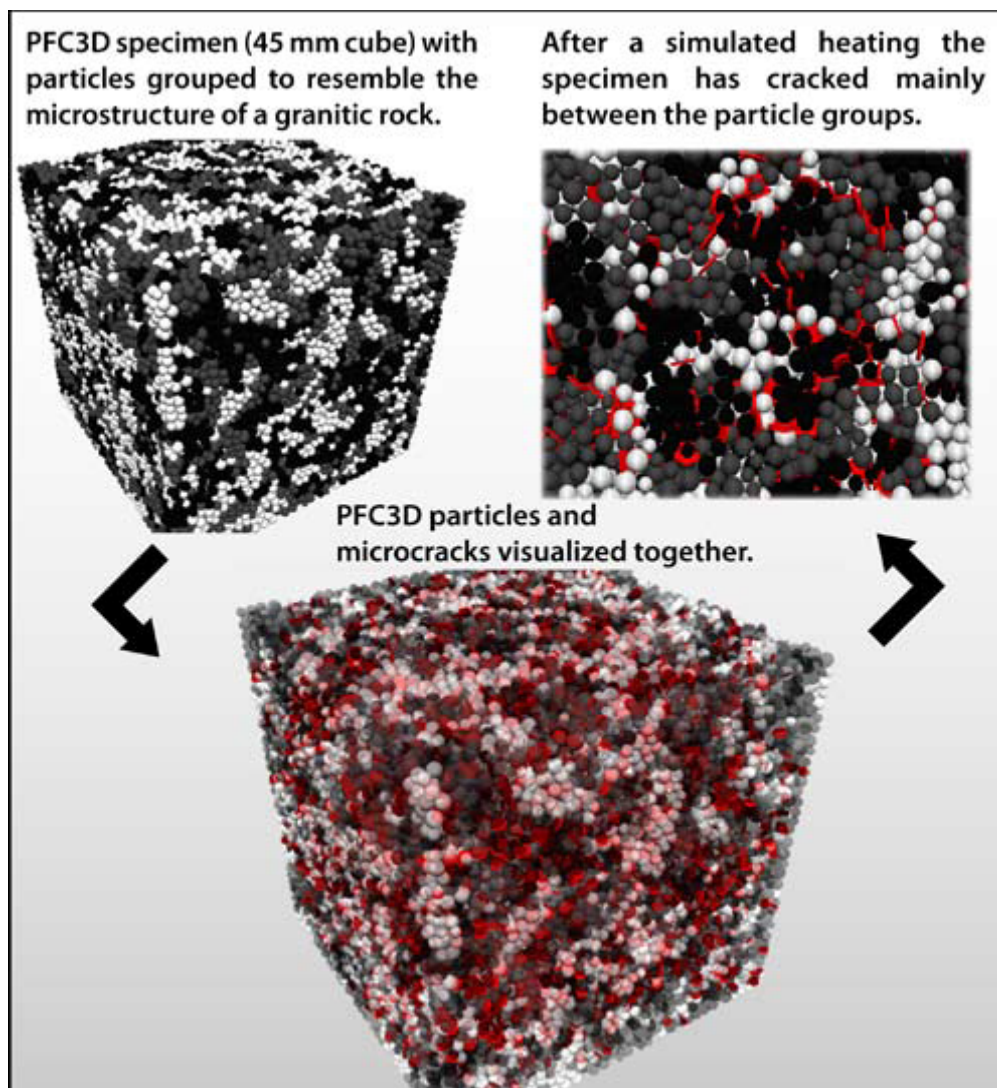 PFC3D specimen (45 mm cube) with
particles grouped to resemble the
microstructure of a granitic rock.
After a simulated heating the
specimen has cracked mainly
between the particle groups.
PFC3D particles and
microcracks visualized together.